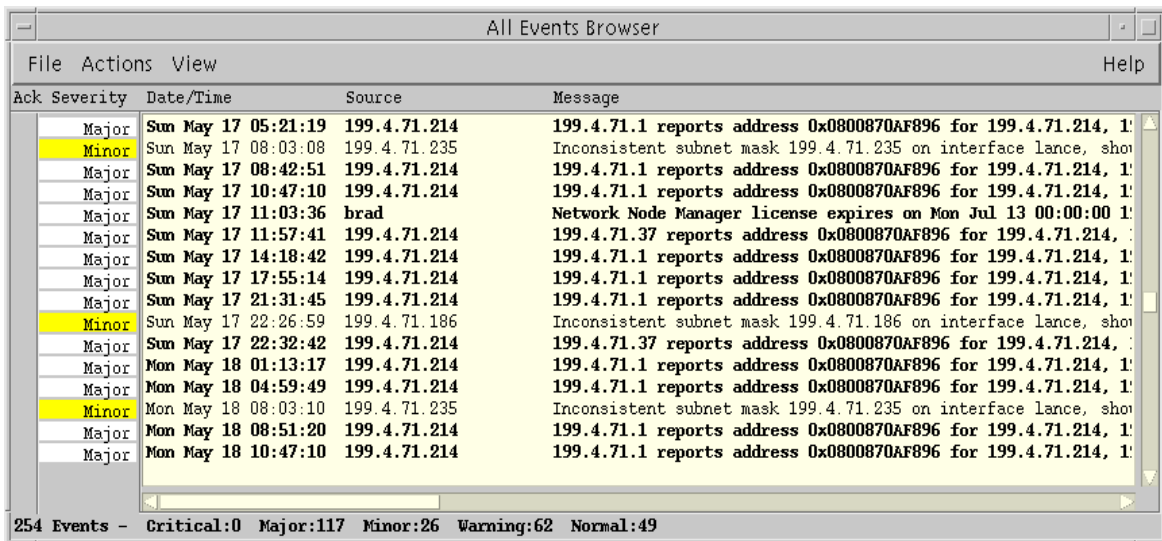 All Events Browser
File Actions View Help
Ack Severity Date/Time Source Message
Major Sun May 17 05:21:19 199.4.71.214 199.4.71.1 reports address 0x0800870AF896 for 199.4.71.214,
Minor Sun May 17 08:03:08 199.4.71.235 Inconsistent subnet mask 199.4.71.235 on interface lance,
Major Sun May 17 08:42:51 199.4.71.214 199.4.71.1 reports address 0x0800870AF896 for 199.4.71.214,
Major Sun May 17 10:47:10 199.4.71.214 199.4.71.1 reports address 0x0800870AF896 for 199.4.71.214,
Major Sun May 17 11:03:36 brad Network Node Manager license expires on Mon Jul 13 00:00:00
Major Sun May 17 11:57:41 199.4.71.214 199.4.71.37 reports address 0x0800870AF896 for 199.4.71.214,
Major Sun May 17 14:18:42 199.4.71.214 199.4.71.1 reports address 0x0800870AF896 for 199.4.71.214,
Major Sun May 17 17:55:14 199.4.71.214 199.4.71.1 reports address 0x0800870AF896 for 199.4.71.214,
Major Sun May 17 21:31:45 199.4.71.214 199.4.71.1 reports address 0x0800870AF896 for 199.4.71.214,
Minor Sun May 17 22:26:59 199.4.71.186 Inconsistent subnet mask 199.4.71.186 on interface lance,
Major Sun May 17 22:32:42 199.4.71.214 199.4.71.37 reports address 0x0800870AF896 for 199.4.71.214,
Major Mon May 18 01:13:17 199.4.71.214 199.4.71.1 reports address 0x0800870AF896 for 199.4.71.214,
Major Mon May 18 04:59:49 199.4.71.214 199.4.71.1 reports address 0x0800870AF896 for 199.4.71.214,
Minor Mon May 18 08:03:10 199.4.71.235 Inconsistent subnet mask 199.4.71.235 on interface lance,
Major Mon May 18 08:51:20 199.4.71.214 199.4.71.1 reports address 0x0800870AF896 for 199.4.71.214,
Major Mon May 18 10:47:10 199.4.71.214 199.4.71.1 reports address 0x0800870AF896 for 199.4.71.214,
254 Events - Critical:0 Major:117 Minor:26 Warning:62 Normal:49